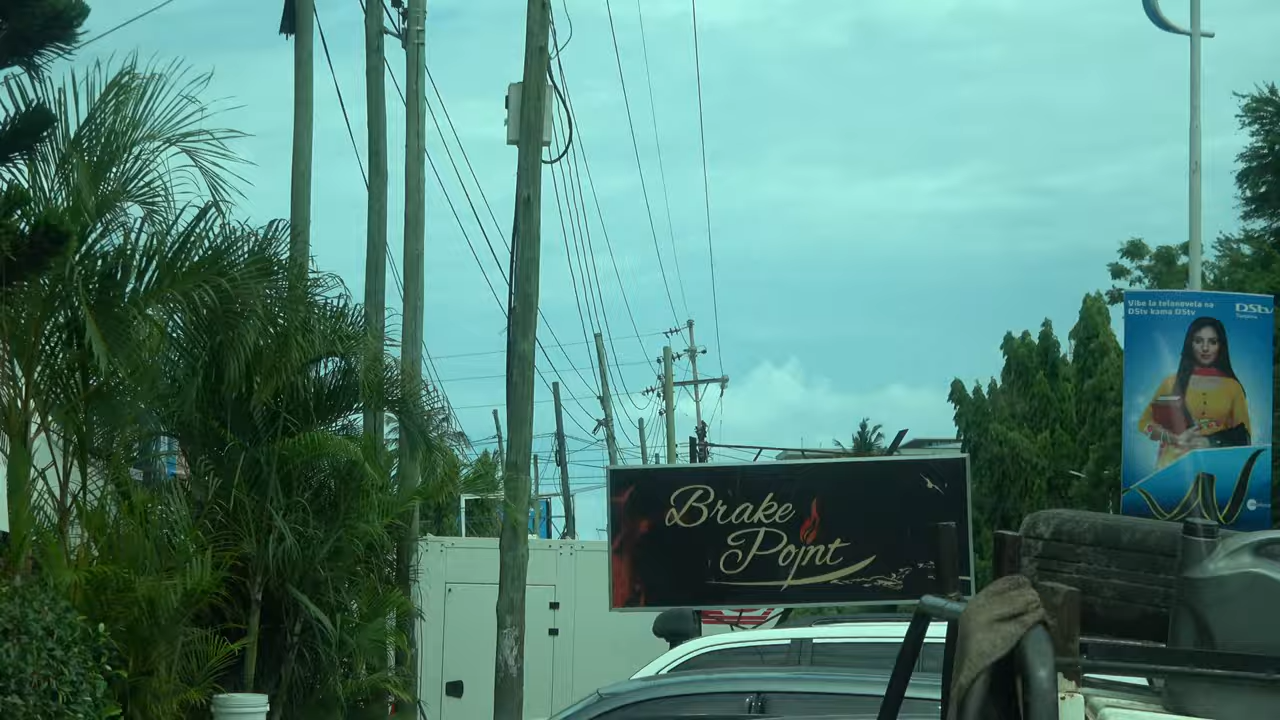 Brake
Point
Vibe la telenovela na
DStv kama DStv
DStv